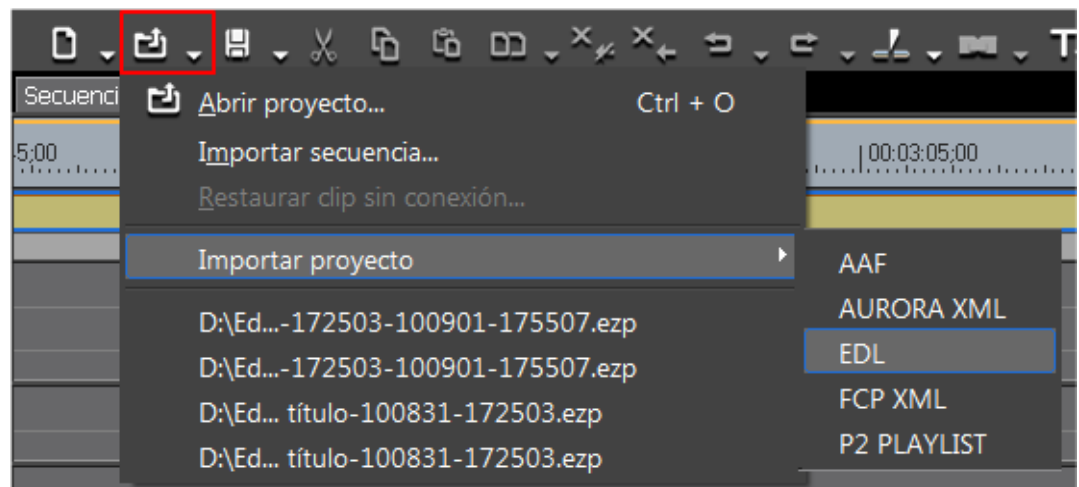 T
Secuenci
Abrir proyecto... Ctrl + O
5;00
Importar secuencia...
00:03:05;00
Restaurar clip sin conexión...
Importar proyecto
AAF
AURORA XML
D:\Ed...-172503-100901-175507.ezp
EDL
D:\Ed...-172503-100901-175507.ezp
FCP XML
D:\Ed... título-100831-172503.ezp
P2 PLAYLIST
D:\Ed... título-100831-172503.ezp